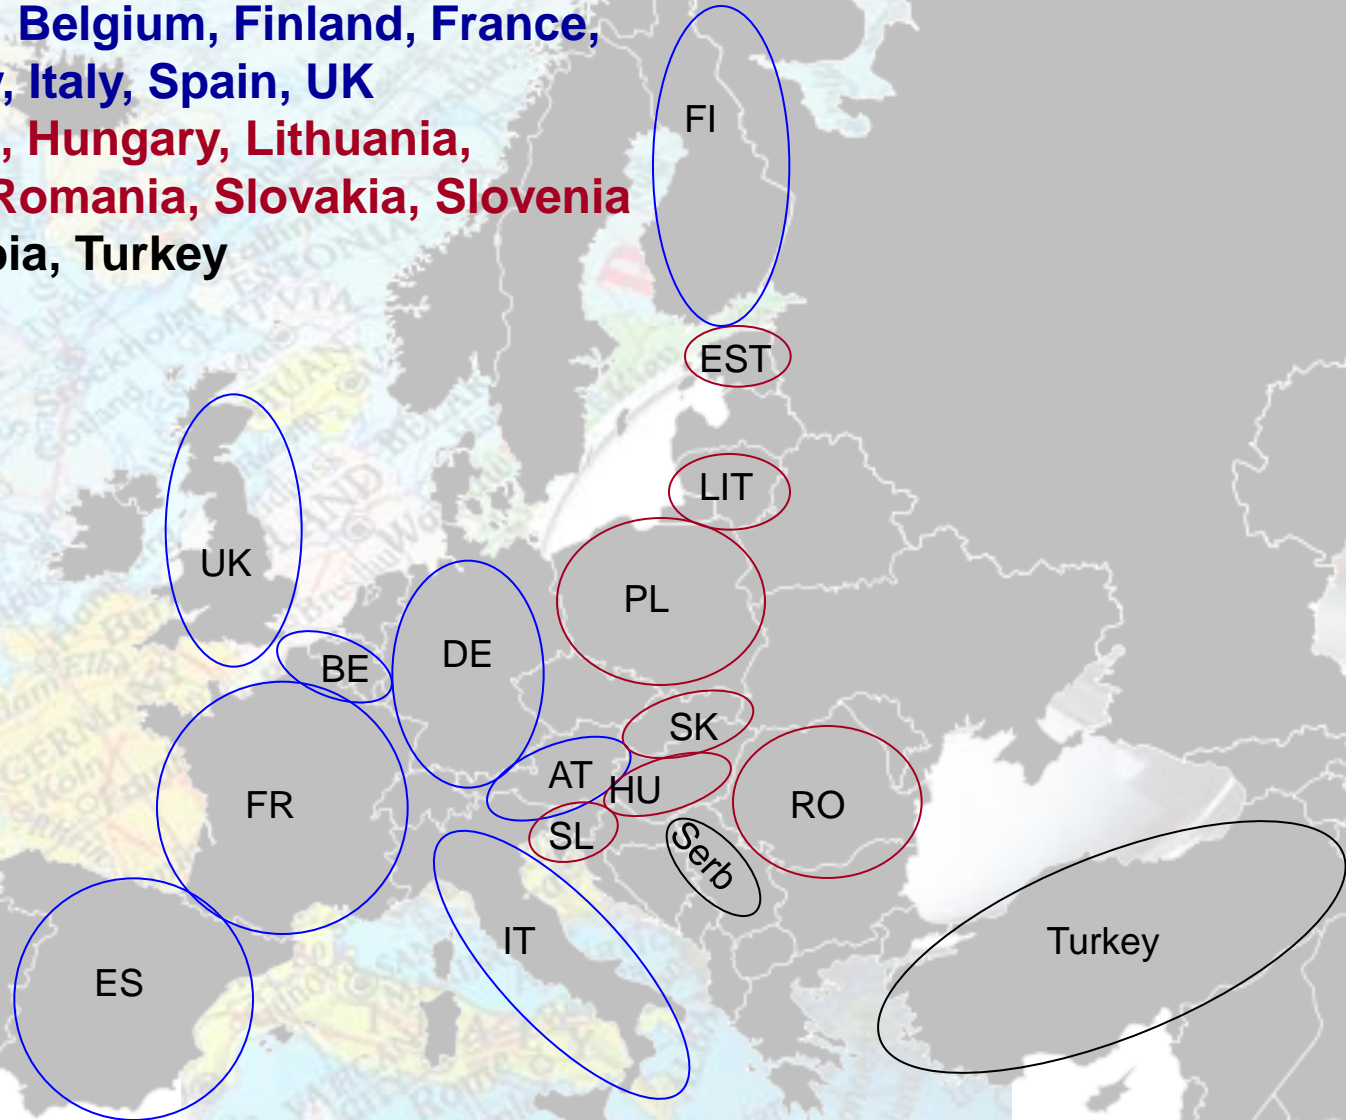 Belgium, Finland, France,
, Italy, Spain, UK
, Hungary, Lithuania,
Romania, Slovakia, Slovenia
bia, Turkey
FI
EST
LIT
UK
PL
BE
DE
SK
AT
HU
FR
RO
SL
Serb
IT
Turkey
ES